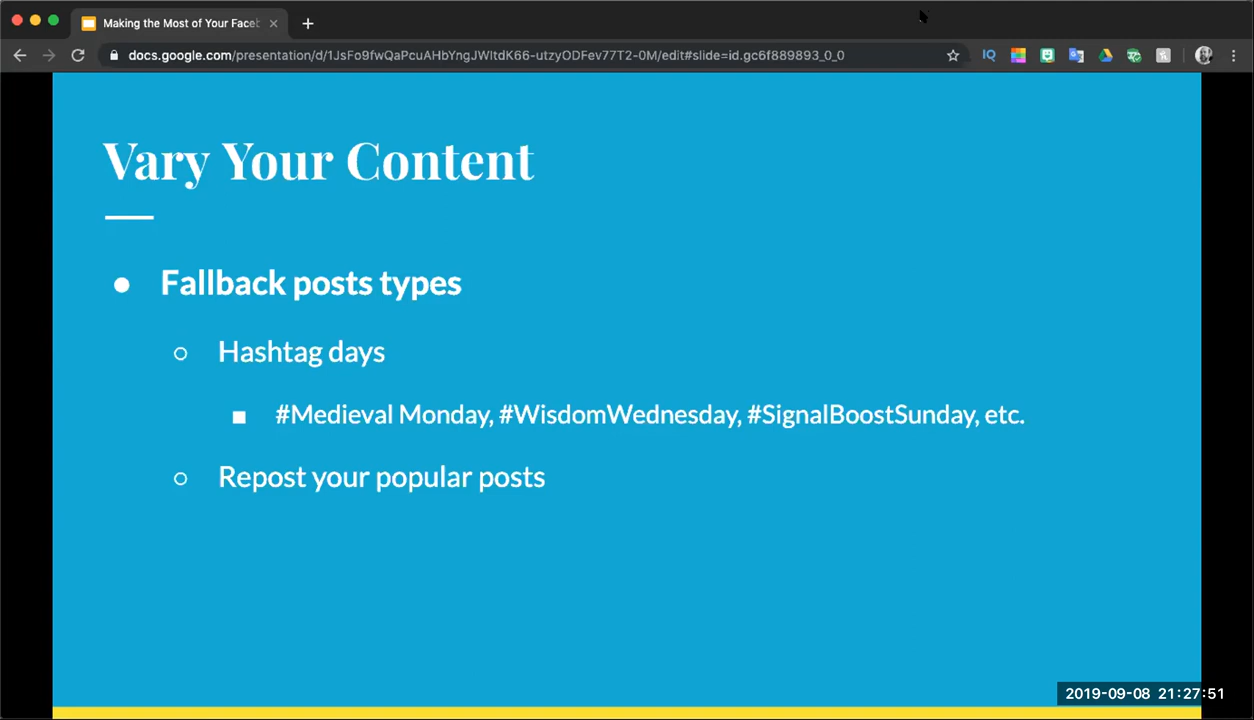 Making the Most of Your Faceb
docs.google.com/presentation/d/1JsFo9fwQaPcuAHbYngJWltdK66-utzyODFev77T2-0M/edit#slide=id.gc6f889893_0_0
Vary Your Content
Fallback posts types
Hashtag days
#Medieval Monday, #WisdomWednesday, #SignalBoostSunday, etc.
Repost your popular posts
2019-09-08 21:27:51